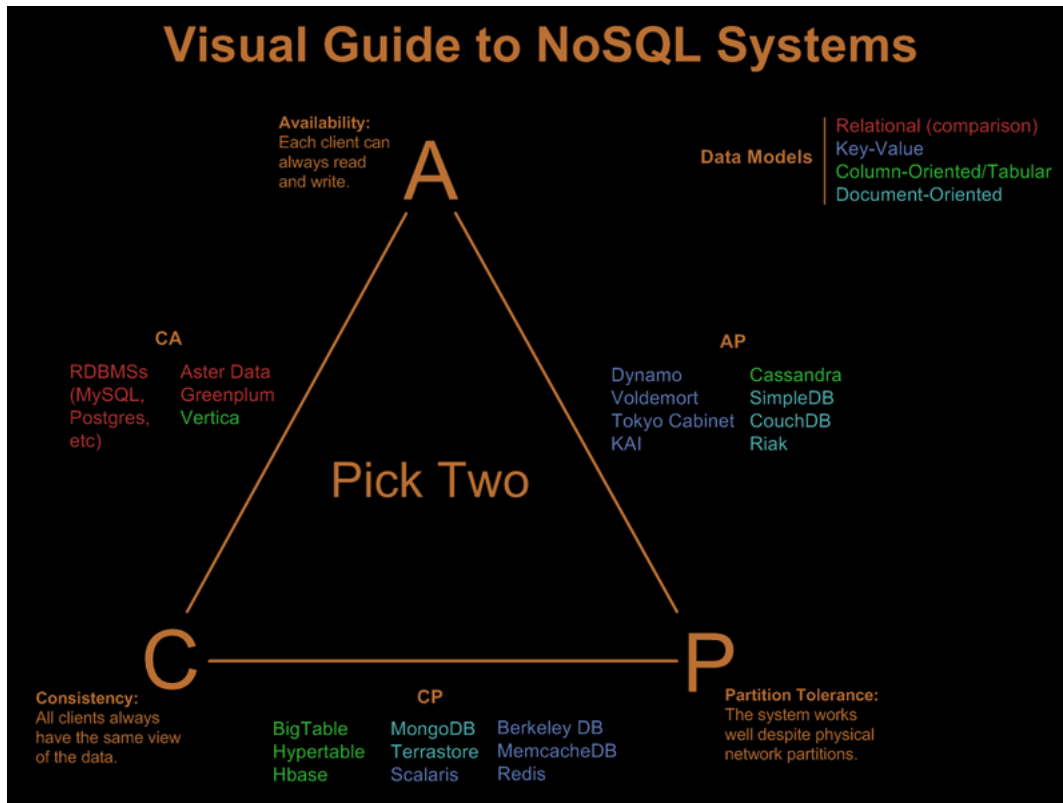 Visual Guide to NoSQL Systems
Availability:
Each client can
always read
and write.
A
Data Models
Relational (comparison)
Key-Value
Column-Oriented/Tabular
Document-Oriented
CA
RDBMSs
(MySQL,
Postgres,
etc)
Aster Data
Greenplum
Vertica
AP
Dynamo
Voldemort
Tokyo Cabinet
KAI
Cassandra
SimpleDB
CouchDB
Riak
Pick Two
C
P
Consistency:
All clients always
have the same view
of the data.
CP
BigTable
Hypertable
Hbase
MongoDB
Terrastore
Scalaris
Berkeley DB
MemcacheDB
Redis
Partition Tolerance:
The system works
well despite physical
network partitions.